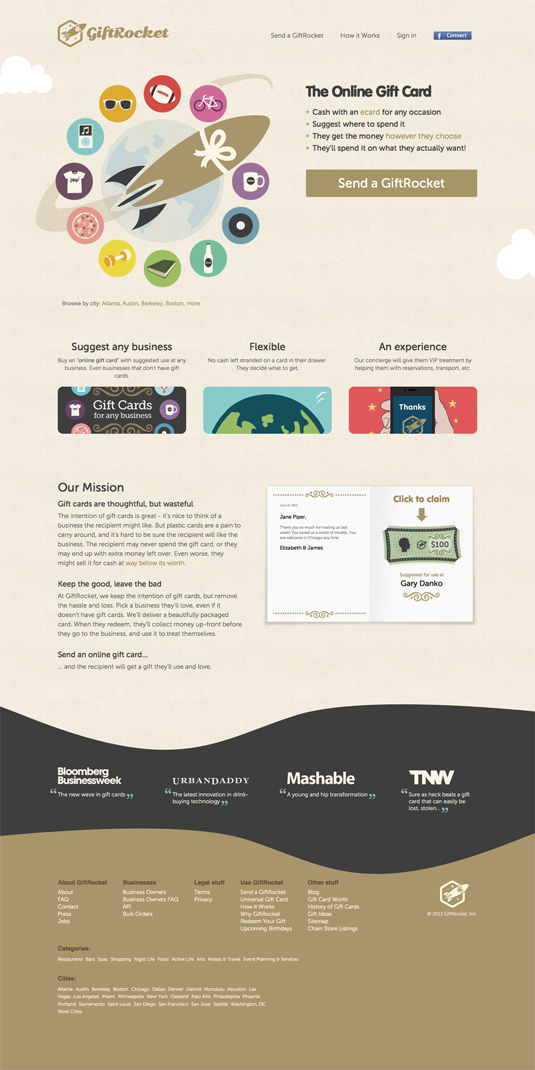 GiftRocket
Send a GiftRocket
How it Works
Sign in
f Connect
The Online Gift Card
Cash with an ecard for any occasion
Suggest where to spend it
They get the money however they choose
They'll spend it on what they actually want!
Send a GiftRocket
Browse by city: Atlanta, Austin, Berkeley, Boston, more
Suggest any business
Buy an "online gift card" with suggested use at any
business. Even businesses that don't have gift
cards.
Gift Cards
for any business
Flexible
No cash left stranded on a card in their drawer.
They decide what to get.
An experience
Our concierge will give them VIP treatment by
helping them with reservations, transport, etc.
Thanks
Our Mission
Gift cards are thoughtful, but wasteful
The intention of gift cards is great - it's nice to think of a
business the recipient might like. But plastic cards are a pain to
carry around, and it's hard to be sure the recipient will like the
business. The recipient may never spend the gift card, or they
may end up with extra money left over. Even worse, they
might sell it for cash at way below its worth.
Keep the good, leave the bad
At GiftRocket, we keep the intention of gift cards, but remove
the hassle and loss. Pick a business they'll love, even if it
doesn't have gift cards. We'll deliver a beautifully packaged
card. When they redeem, they'll collect money up-front before
they go to the business, and use it to treat themselves.
Send an online gift card...
... and the recipient will get a gift they'll use and love.
Jane Piper,
Thank you so much for hosting us last
week! You saved us a world of trouble. You
are welcome in Chicago any time.
Elizabeth & James
Click to claim
$100
Suggested for use at
Gary Danko
Bloomberg
Businessweek
“The new wave in gift cards”
URBANDADDY
“The latest innovation in drink-
buying technology”
Mashable
“A young and hip transformation”
TNW
“Sure as heck beats a gift
card that can easily be
lost, stolen...”
About GiftRocket
About
FAQ
Contact
Press
Jobs
Businesses
Business Owners
Business Owners FAQ
API
Bulk Orders
Legal stuff
Terms
Privacy
Use GiftRocket
Send a GiftRocket
Universal Gift Card
How it Works
Why GiftRocket
Redeem Your Gift
Upcoming Birthdays
Other stuff
Blog
Gift Card Worth
History of Gift Cards
Gift Ideas
Sitemap
Chain Store Listings
© 2013 GiftRocket, Inc.
Categories:
Restaurants Bars Spas Shopping Night Life Food Active Life Arts Hotels & Travel Event Planning & Services
Cities:
Atlanta Austin Berkeley Boston Chicago Dallas Denver Detroit Honolulu Houston Las
Vegas Los Angeles Miami Minneapolis New York Oakland Palo Alto Philadelphia Phoenix
Portland Sacramento Saint Louis San Diego San Francisco San Jose Seattle Washington, DC
More Cities